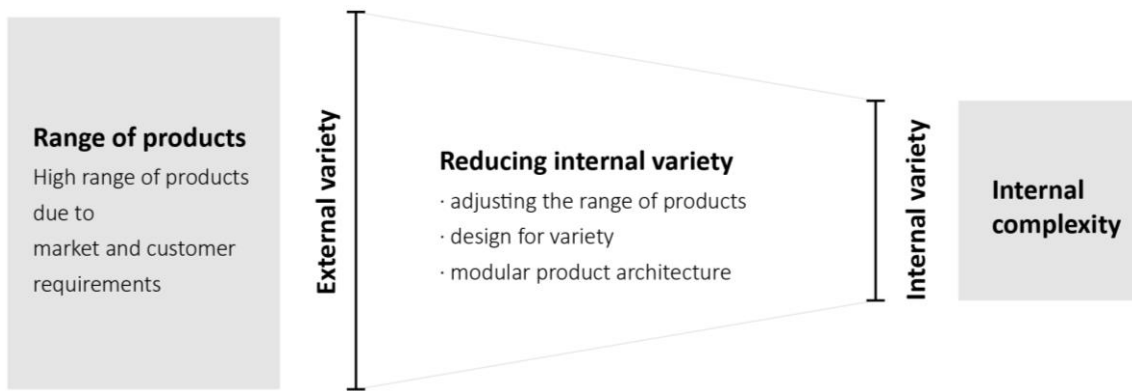 Range of products
High range of products
due to
market and customer
requirements
External variety
Reducing internal variety
· adjusting the range of products
· design for variety
· modular product architecture
Internal variety
Internal
complexity